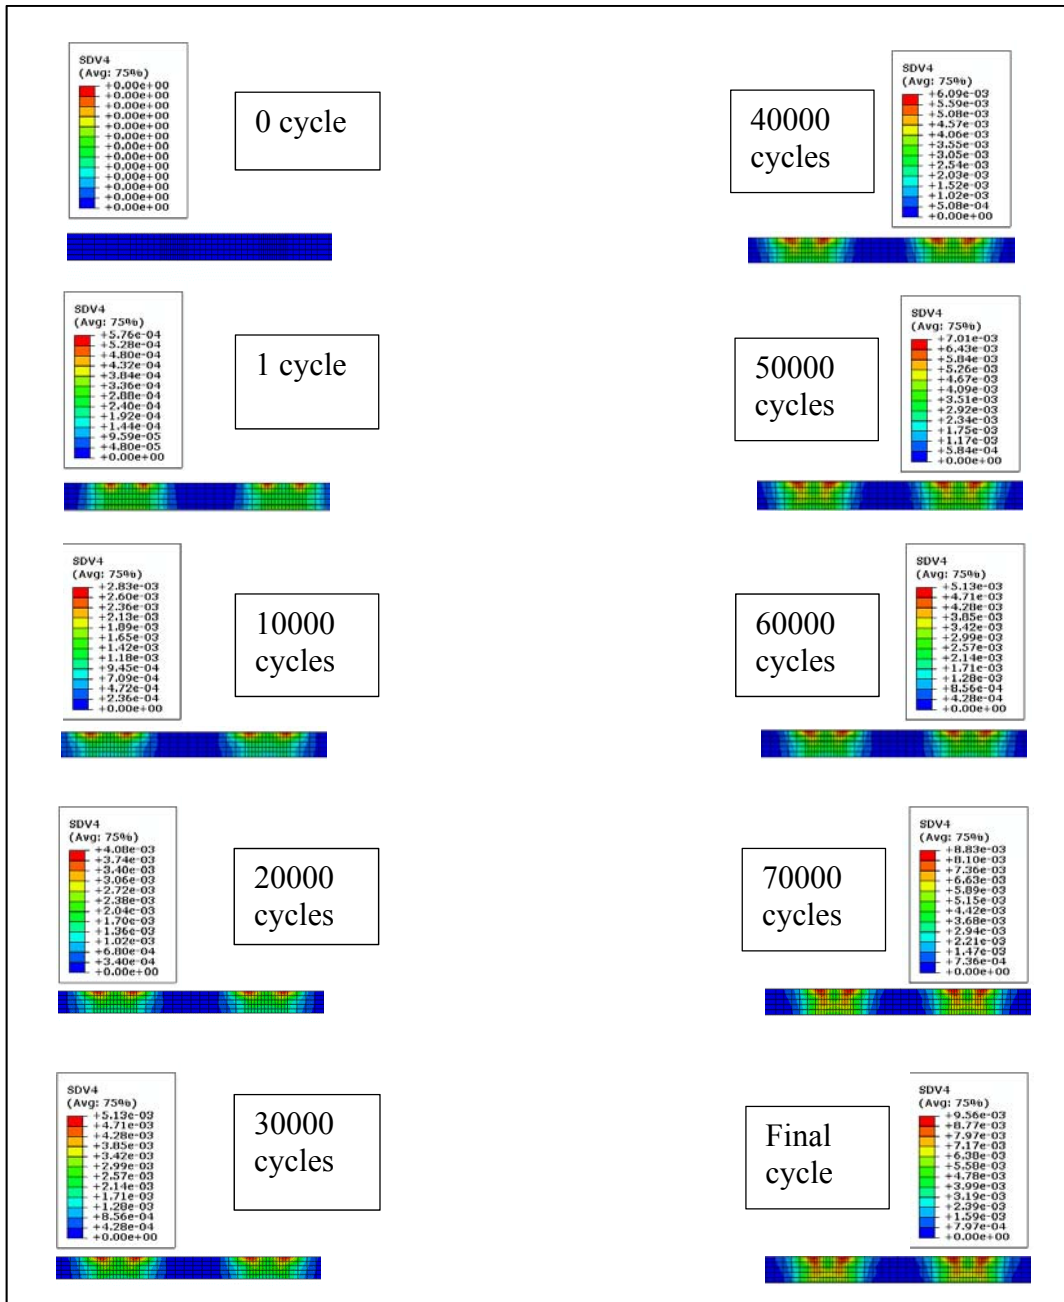 SDV4
(Avg: 75%)
+0.00e+00
+0.00e+00
+0.00e+00
+0.00e+00
+0.00e+00
+0.00e+00
+0.00e+00
+0.00e+00
+0.00e+00
+0.00e+00
+0.00e+00
+0.00e+00
+0.00e+00
0 cycle
SDV4
(Avg: 75%)
+5.76e-04
+5.28e-04
+4.80e-04
+4.32e-04
+3.84e-04
+3.36e-04
+2.88e-04
+2.40e-04
+1.92e-04
+1.44e-04
+9.59e-05
+4.80e-05
+0.00e+00
1 cycle
SDV4
(Avg: 75%)
+2.83e-03
+2.60e-03
+2.36e-03
+2.13e-03
+1.89e-03
+1.65e-03
+1.42e-03
+1.18e-03
+9.45e-04
+7.09e-04
+4.72e-04
+2.36e-04
+0.00e+00
10000
cycles
SDV4
(Avg: 75%)
+4.08e-03
+3.74e-03
+3.40e-03
+3.06e-03
+2.72e-03
+2.38e-03
+2.04e-03
+1.70e-03
+1.36e-03
+1.02e-03
+6.80e-04
+3.40e-04
+0.00e+00
20000
cycles
SDV4
(Avg: 75%)
+5.13e-03
+4.71e-03
+4.28e-03
+3.85e-03
+3.42e-03
+2.99e-03
+2.57e-03
+2.14e-03
+1.71e-03
+1.28e-03
+8.56e-04
+4.28e-04
+0.00e+00
30000
cycles
40000
cycles
SDV4
(Avg: 75%)
+6.09e-03
+5.59e-03
+5.08e-03
+4.57e-03
+4.06e-03
+3.55e-03
+3.05e-03
+2.54e-03
+2.03e-03
+1.52e-03
+1.02e-03
+5.08e-04
+0.00e+00
50000
cycles
SDV4
(Avg: 75%)
+7.01e-03
+6.43e-03
+5.84e-03
+5.26e-03
+4.67e-03
+4.09e-03
+3.51e-03
+2.92e-03
+2.34e-03
+1.75e-03
+1.17e-03
+5.84e-04
+0.00e+00
60000
cycles
SDV4
(Avg: 75%)
+5.13e-03
+4.71e-03
+4.28e-03
+3.85e-03
+3.42e-03
+2.99e-03
+2.57e-03
+2.14e-03
+1.71e-03
+1.28e-03
+8.56e-04
+4.28e-04
+0.00e+00
70000
cycles
SDV4
(Avg: 75%)
+8.83e-03
+8.10e-03
+7.36e-03
+6.63e-03
+5.89e-03
+5.15e-03
+4.42e-03
+3.68e-03
+2.94e-03
+2.21e-03
+1.47e-03
+7.36e-04
+0.00e+00
Final
cycle
SDV4
(Avg: 75%)
+9.56e-03
+8.77e-03
+7.97e-03
+7.17e-03
+6.38e-03
+5.58e-03
+4.78e-03
+3.99e-03
+3.19e-03
+2.39e-03
+1.59e-03
+7.97e-04
+0.00e+00